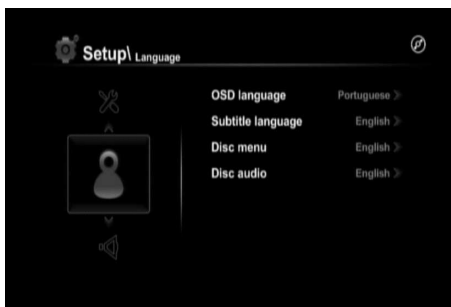 Setup\ Language
OSD language Portuguese >
Subtitle language English >
Disc menu English >
Disc audio English >